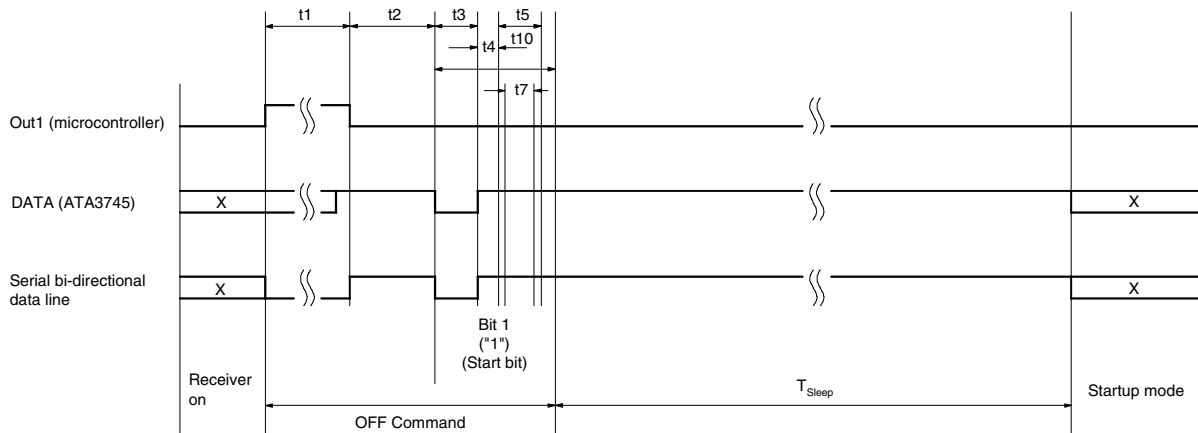 t1
t2
t3
t5
t4
t10
t7
Out1 (microcontroller)
DATA (ATA3745)
X
X
Serial bi-directional
data line
X
X
Bit 1
("1")
(Start bit)
Receiver
on
OFF Command
TSleep
Startup mode